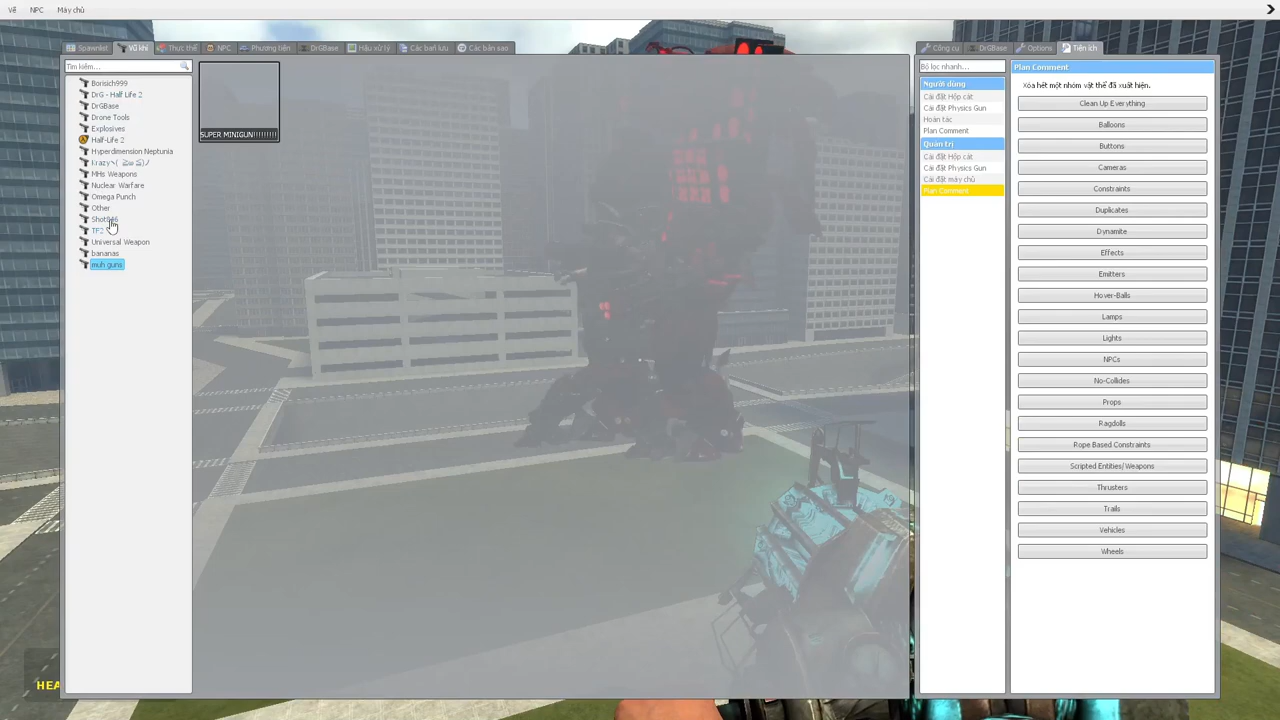 Vẽ NPC Máy chủ
Spawnlist Vũ khí Thực thể NPC Phương tiện DrGBase Hậu xử lý Các bản lưu Các bản sao
Tìm kiếm...
Borisich999
DrG - Half Life 2
DrGBase
Drone Tools
Explosives
Half-Life 2
Hyperdimension Neptunia
MHs Weapons
Nuclear Warfare
Omega Punch
Other
TF2
Universal Weapon
bananas
muh guns
SUPER MINIGUN!!!!!!!!!
HEA
Công cụ DrGBase Options Tiện ích
Bộ lọc nhanh...
Người dùng
Cài đặt Hộp cát
Cài đặt Physics Gun
Hoàn tác
Plan Comment
Quản trị
Cài đặt Hộp cát
Cài đặt Physics Gun
Cài đặt máy chủ
Plan Comment
Plan Comment
Xóa hết một nhóm vật thể đã xuất hiện.
Clean Up Everything
Balloons
Buttons
Cameras
Constraints
Duplicates
Dynamite
Effects
Emitters
Hover-Balls
Lamps
Lights
NPCs
No-Collides
Props
Ragdolls
Rope Based Constraints
Scripted Entities/Weapons
Thrusters
Trails
Vehicles
Wheels